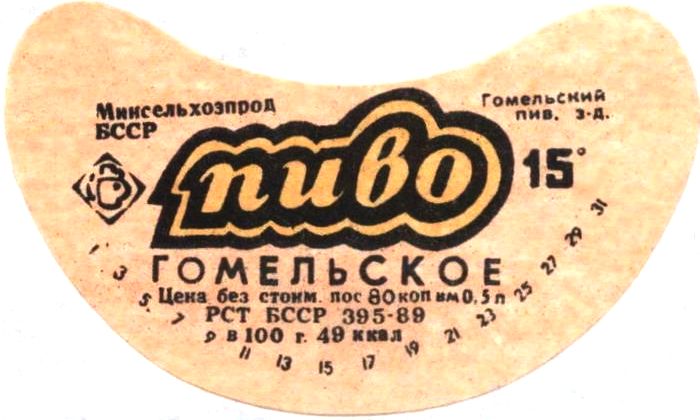 Минсельхозпрод
БССР
Гомельский
пив. з-д.
пиво
15°
ГОМЕЛЬСКОЕ
Цена без стоим. пос 80 коп вм 0,5 л
РСТ БССР 395-89
в 100 г. 49 ккал
1 3 5 7 9 11 13 15 17 19 21 23 25 27 29 31